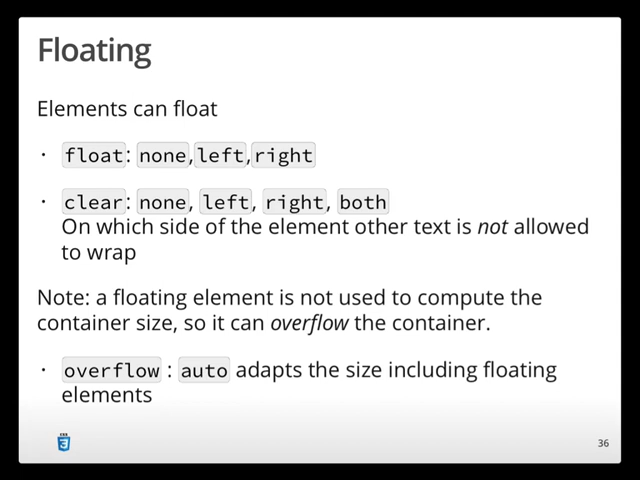 Floating
Elements can float
· float: none,left,right
· clear: none, left, right, both
On which side of the element other text is not allowed
to wrap
Note: a floating element is not used to compute the
container size, so it can overflow the container.
· overflow : auto adapts the size including floating
elements
CSS
3
36